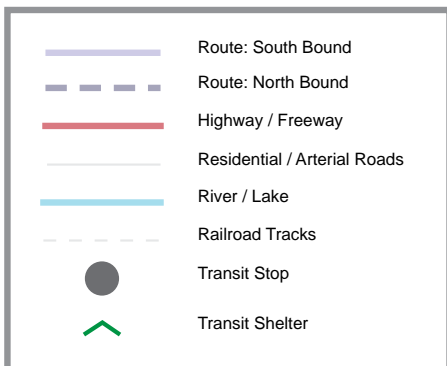 Route: South Bound
Route: North Bound
Highway / Freeway
Residential / Arterial Roads
River / Lake
Railroad Tracks
Transit Stop
Transit Shelter